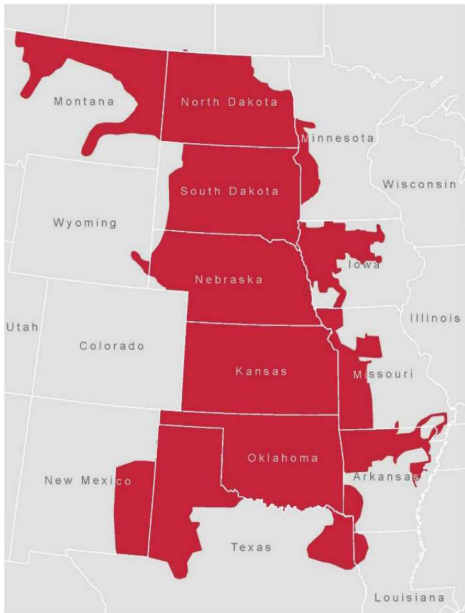 Montana
North Dakota
Minnesota
South Dakota
Wisconsin
Wyoming
Iowa
Nebraska
Illinois
Utah
Colorado
Kansas
Missouri
Oklahoma
New Mexico
Arkansas
Texas
Louisiana